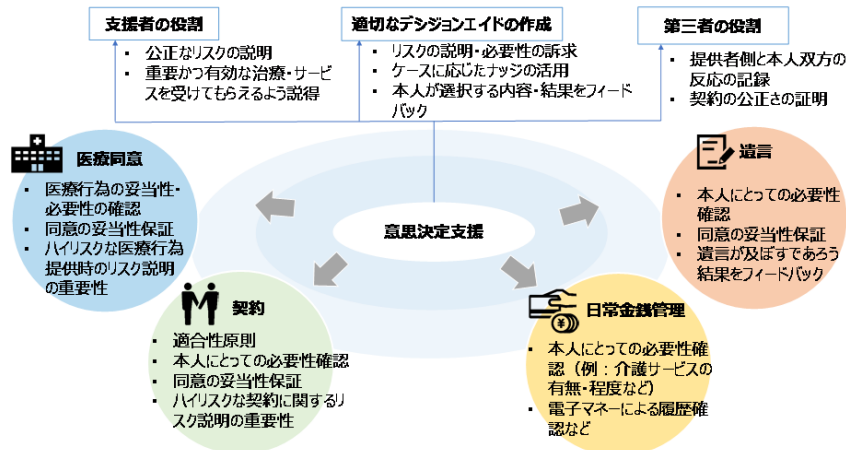 支援者の役割
• 公正なリスクの説明
• 重要かつ有効な治療・サービ
スを受けてもらえるよう説得
適切なデシジョンエイドの作成
• リスクの説明・必要性の訴求
• ケースに応じたナッジの活用
• 本人が選択する内容・結果をフィード
バック
第三者の役割
• 提供者側と本人双方の
反応の記録
• 契約の公正さの証明
医療同意
▪ 医療行為の妥当性・
必要性の確認
▪ 同意の妥当性保証
▪ ハイリスクな医療行為
提供時のリスク説明
の重要性
意思決定支援
遺言
▪ 本人にとっての必要性
確認
▪ 同意の妥当性保証
▪ 遺言が及ぼすであろう
結果をフィードバック
契約
▪ 適合性原則
▪ 本人にとっての必要性確認
▪ 同意の妥当性保証
▪ ハイリスクな契約に関するリ
スク説明の重要性
¥
日常金銭管理
▪ 本人にとっての必要性確
認（例：介護サービスの
有無・程度など）
▪ 電子マネーによる履歴確
認など